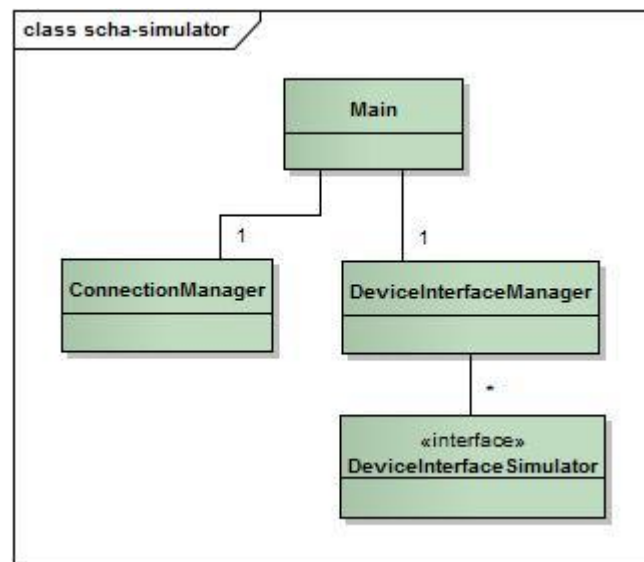 class scha-simulator
Main
1
1
ConnectionManager
DeviceInterfaceManager
*
«interface»
DeviceInterfaceSimulator